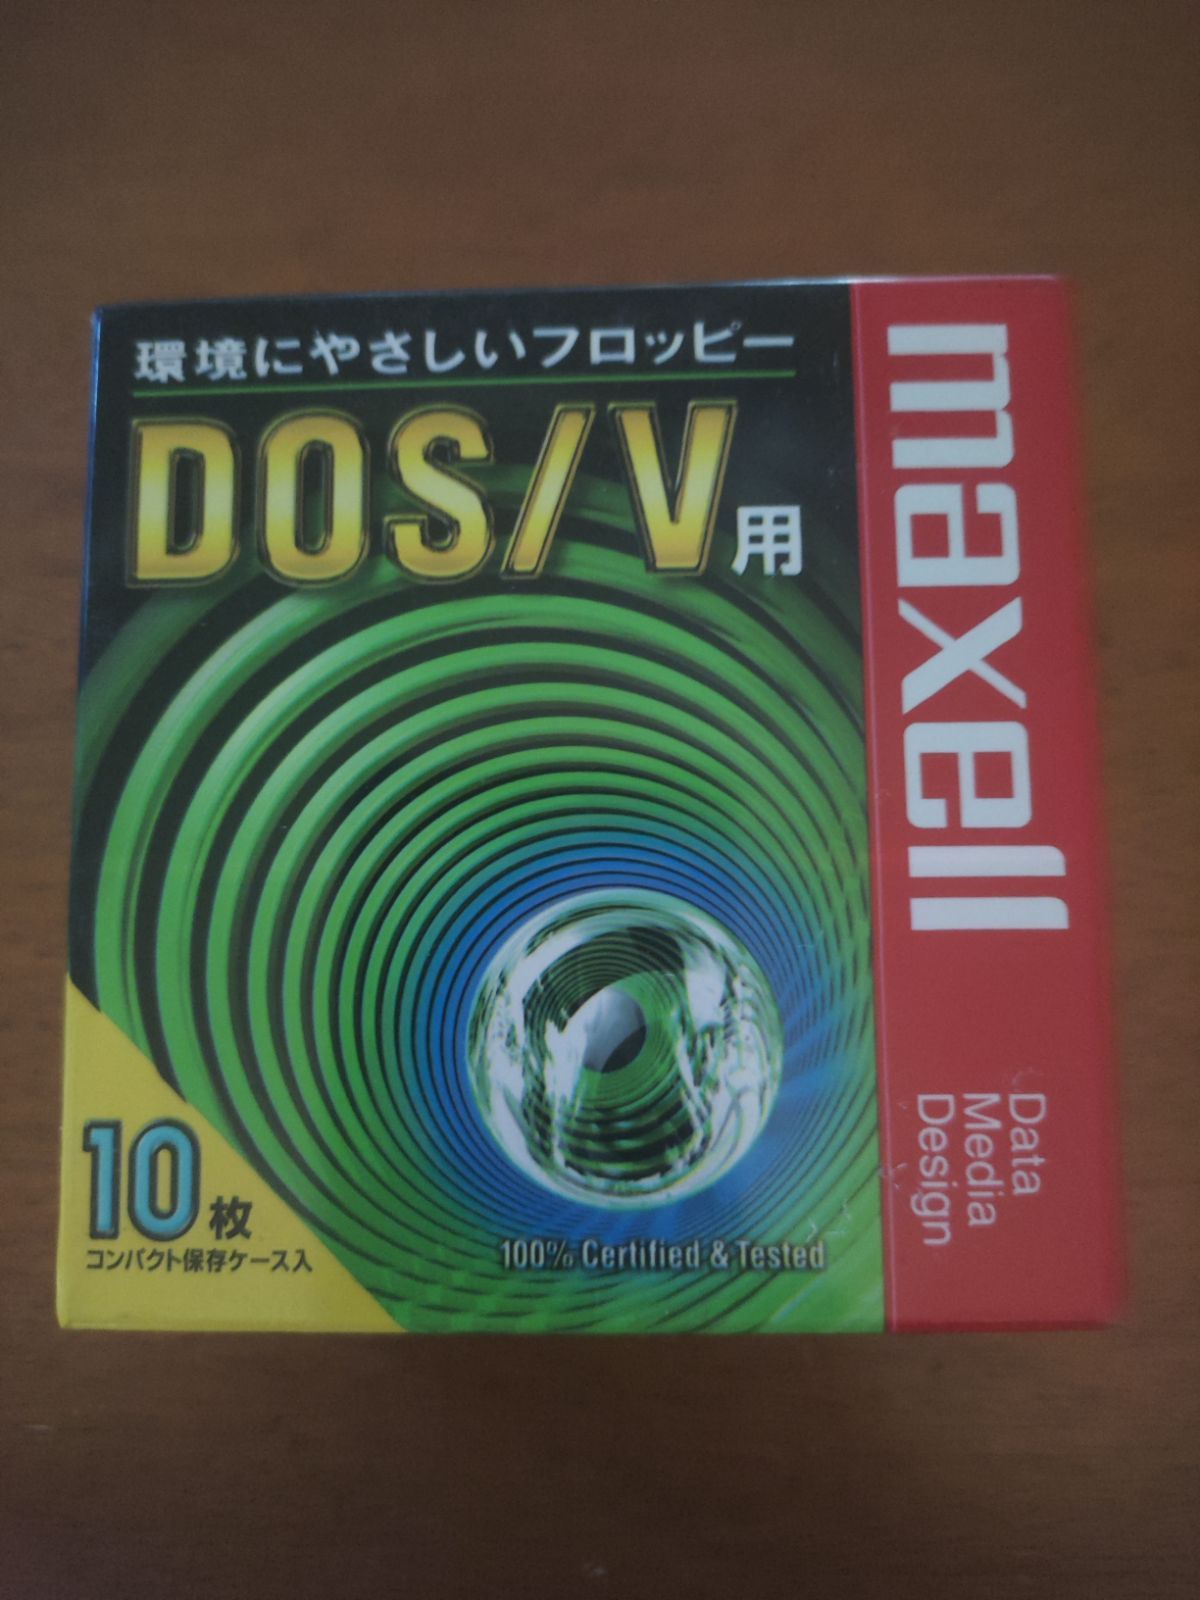 環境にやさしいフロッピー
DOS/V用
maxell
Data
Media
Design
10枚
コンパクト保存ケース入
100% Certified & Tested